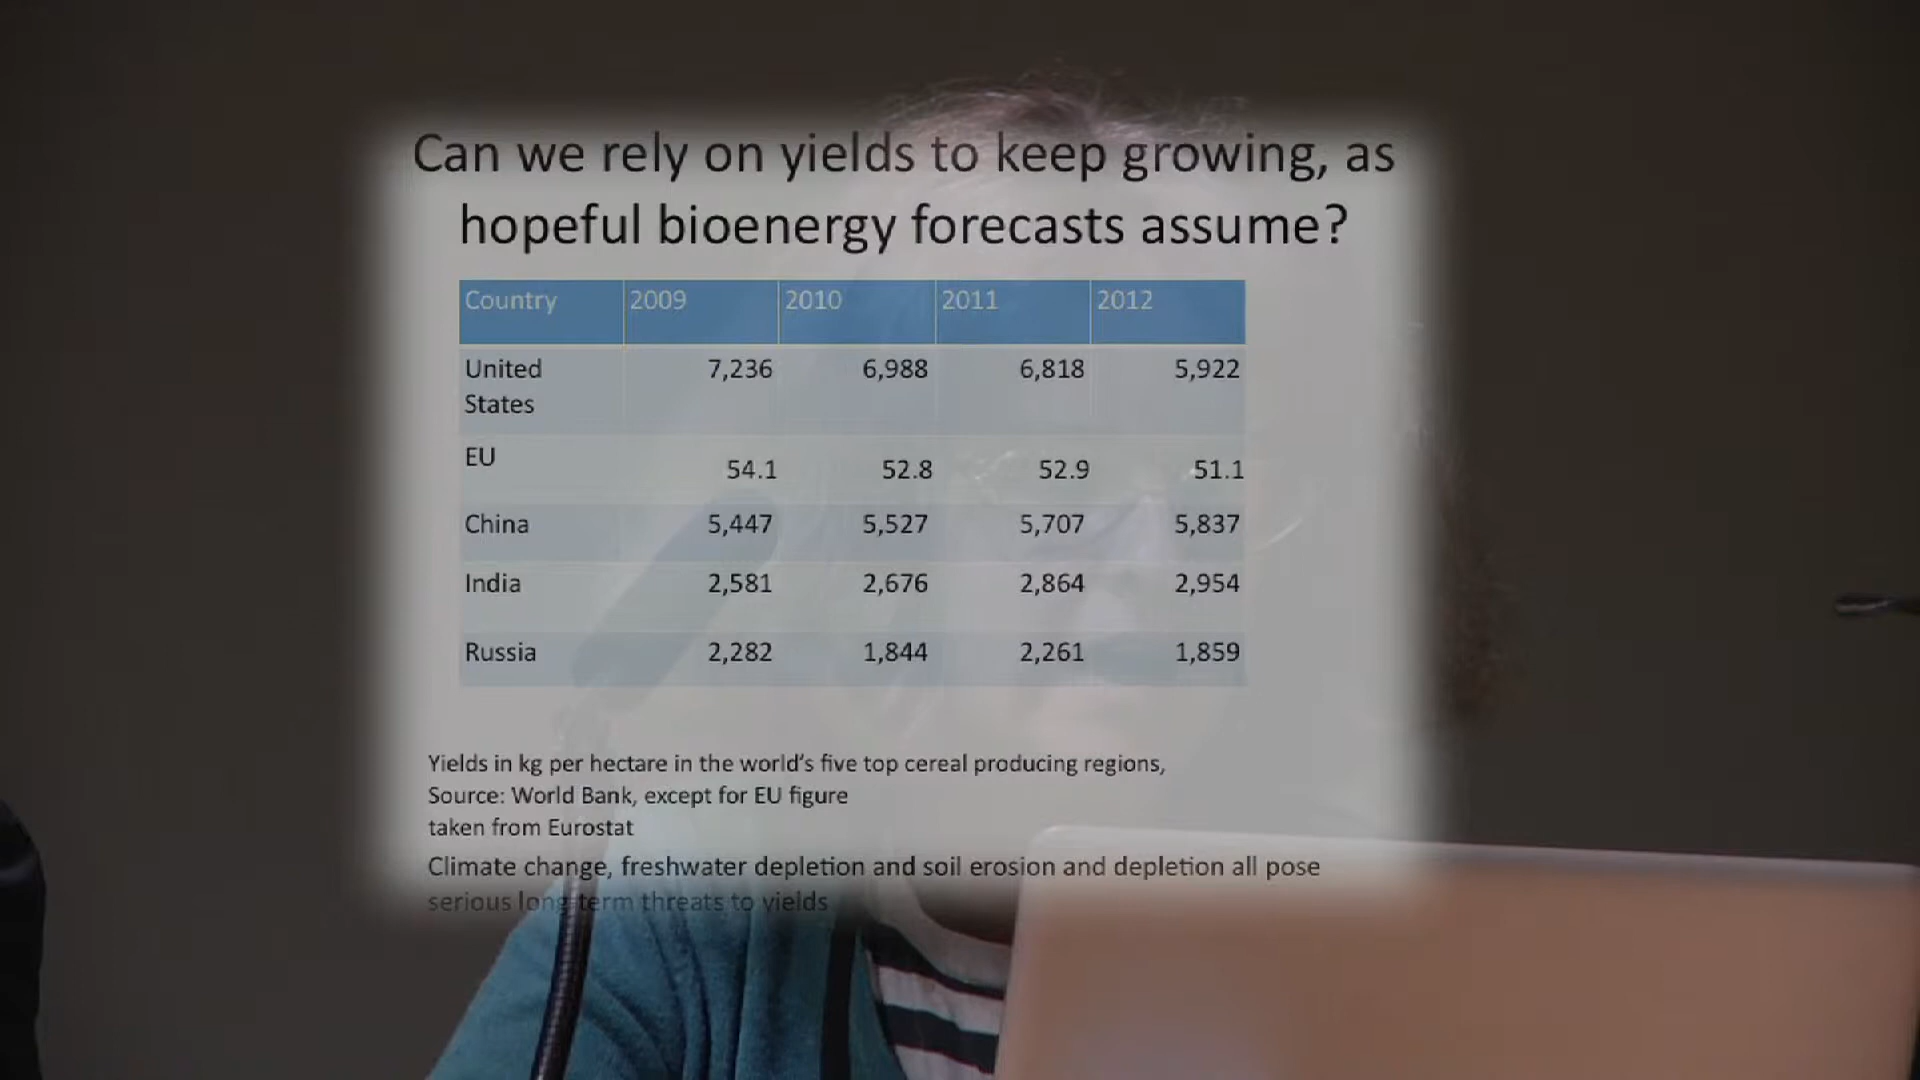 Can we rely on yields to keep growing, as
hopeful bioenergy forecasts assume?
Country 2009 2010 2011 2012
United States 7,236 6,988 6,818 5,922
EU 54.1 52.8 52.9 51.1
China 5,447 5,527 5,707 5,837
India 2,581 2,676 2,864 2,954
Russia 2,282 1,844 2,261 1,859
Yields in kg per hectare in the world's five top cereal producing regions,
Source: World Bank, except for EU figure
taken from Eurostat
Climate change, freshwater depletion and soil erosion and depletion all pose
serious long-term threats to yields